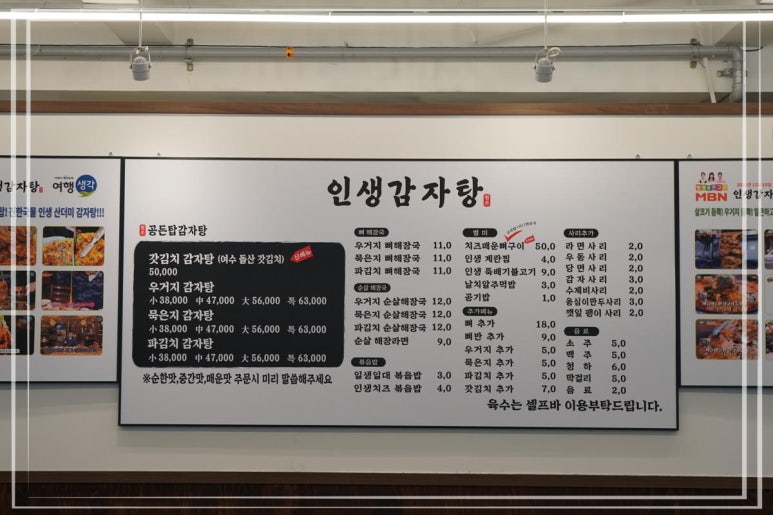 인생감자탕
공든탑감자탕
갓김치 감자탕 (여수 돌산 갓김치)
50,000
우거지 감자탕
小 38,000 中 47,000 大 56,000 특 63,000
묵은지 감자탕
小 38,000 中 47,000 大 56,000 특 63,000
파김치 감자탕
小 38,000 中 47,000 大 56,000 특 63,000
※순한맛,중간맛,매운맛 주문시 미리 말씀해주세요
뼈 해장국
우거지 뼈해장국 11,0
묵은지 뼈해장국 11,0
파김치 뼈해장국 11,0
순살 해장국
우거지 순살해장국 12,0
묵은지 순살해장국 12,0
파김치 순살해장국 12,0
순살 해장라면 9,0
볶음밥
일생일대 볶음밥 3,0
인생치즈 볶음밥 4,0
별 미
치즈매운뼈구이 50,0
인생 계란찜 4,0
인생 뚝배기불고기 9,0
날치알주먹밥 3,0
공기밥 1,0
추가메뉴
뼈 추가 18,0
뼈반 추가 9,0
우거지 추가 5,0
묵은지 추가 5,0
파김치 추가 5,0
갓김치 추가 7,0
사리추가
라면사리 2,0
우동사리 2,0
당면사리 2,0
감자사리 3,0
수제비사리 2,0
옹심이만두사리 3,0
깻잎 팽이 사리 2,0
음 료
소 주 5,0
맥 주 5,0
청 하 6,0
막걸리 5,0
음 료 2,0
육수는 셀프바 이용부탁드립니다.
감자탕 여행생각
진한국물 인생 산더미 감자탕!!!
MBN